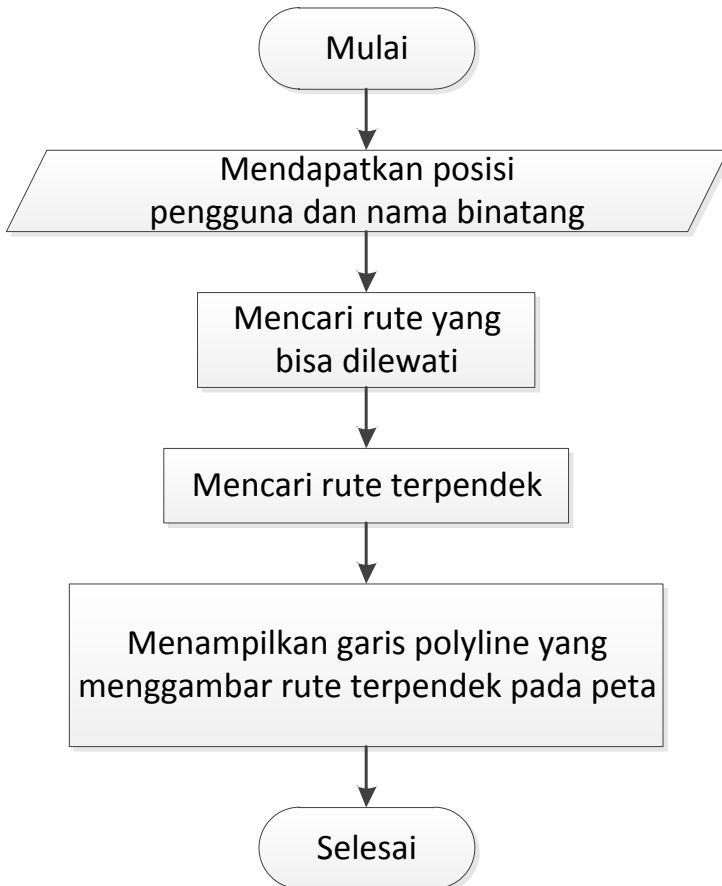 Mulai
Mendapatkan posisi
pengguna dan nama binatang
Mencari rute yang
bisa dilewati
Mencari rute terpendek
Menampilkan garis polyline yang
menggambar rute terpendek pada peta
Selesai